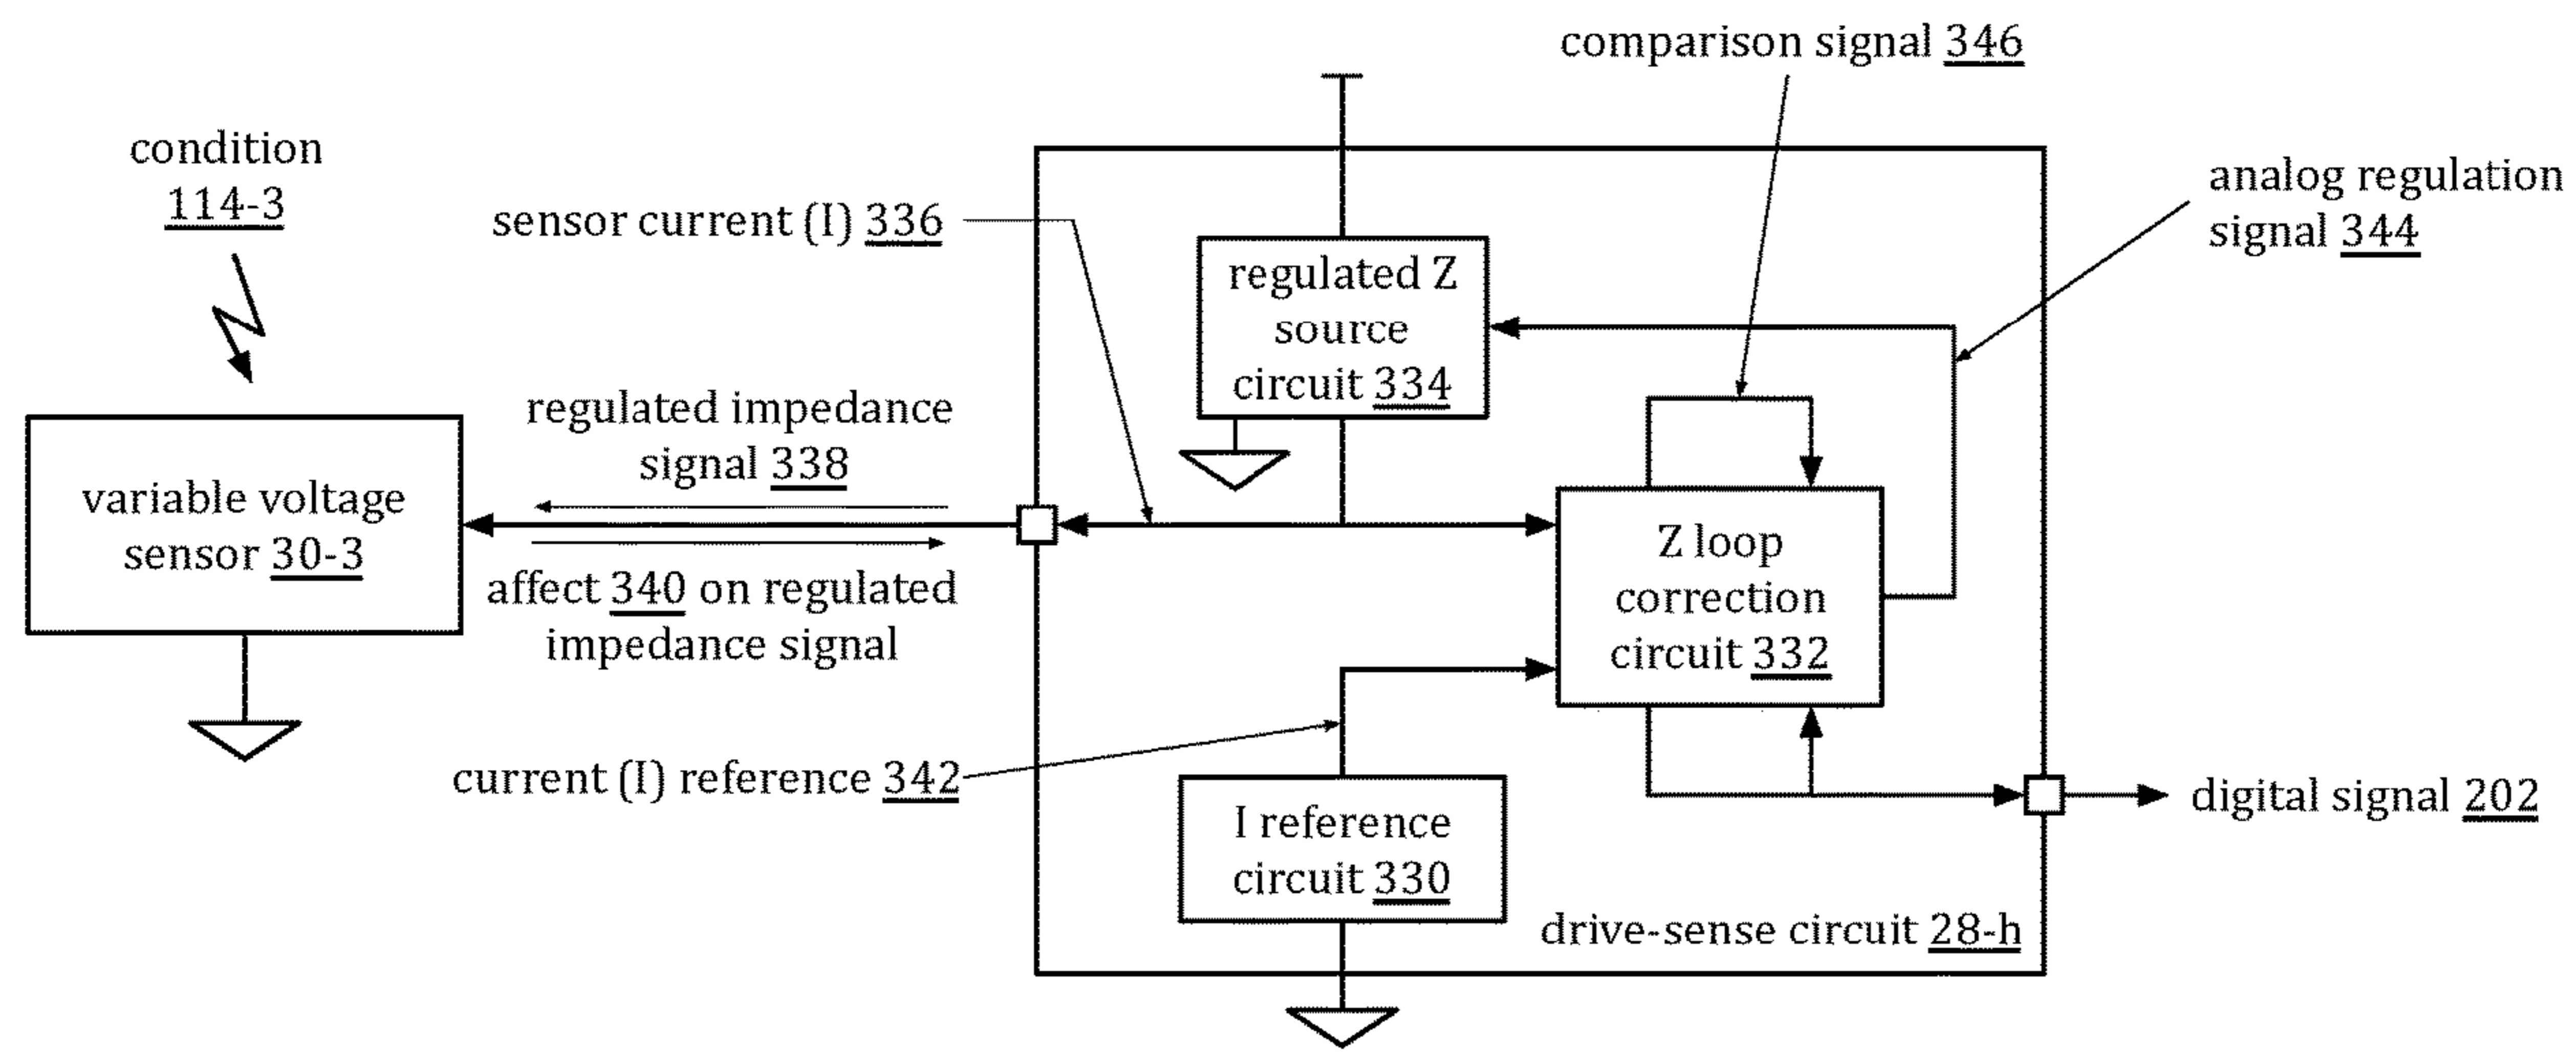 comparison signal 346
condition
114-3
sensor current (I) 336
analog regulation
signal 344
regulated Z
source
circuit 334
regulated impedance
signal 338
variable voltage
sensor 30-3
affect 340 on regulated
impedance signal
Z loop
correction
circuit 332
current (I) reference 342
I reference
circuit 330
digital signal 202
drive-sense circuit 28-h